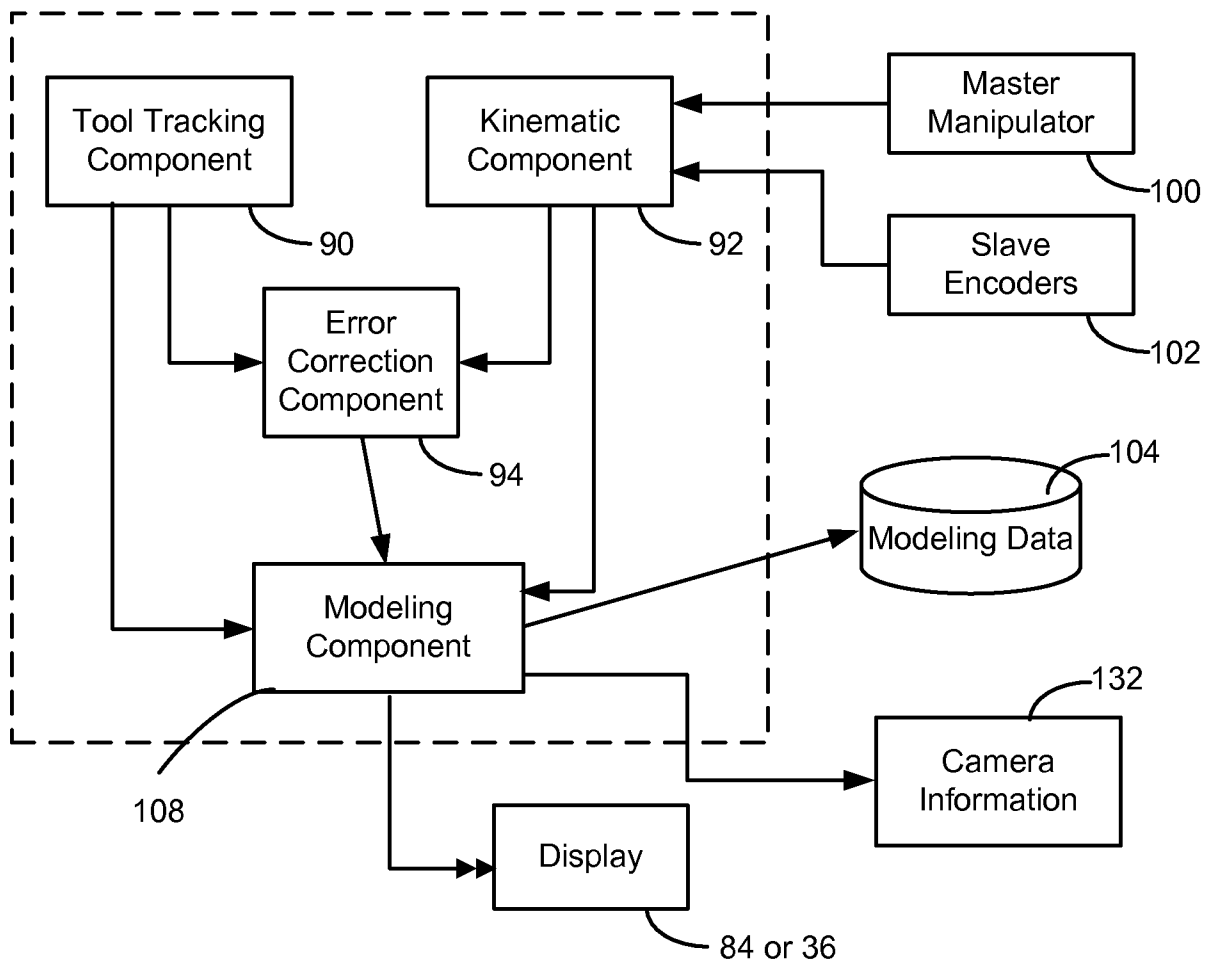 Tool Tracking
Component
90
Kinematic
Component
92
Master
Manipulator
100
Slave
Encoders
102
Error
Correction
Component
94
104
Modeling Data
Modeling
Component
108
132
Camera
Information
Display
84 or 36